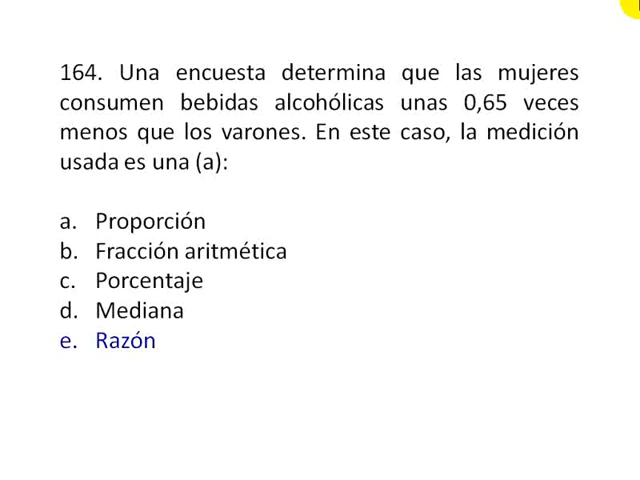 164. Una encuesta determina que las mujeres
consumen bebidas alcohólicas unas 0,65 veces
menos que los varones. En este caso, la medición
usada es una (a):
a. Proporción
b. Fracción aritmética
c. Porcentaje
d. Mediana
e. Razón